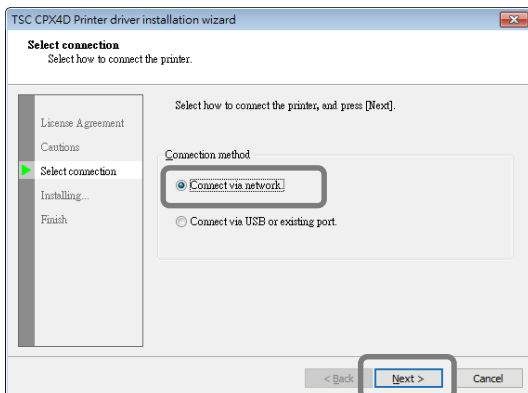 TSC CPX4D Printer driver installation wizard
Select connection
Select how to connect the printer.
License Agreement
Cautions
Select connection
Installing...
Finish
Select how to connect the printer, and press [Next].
Connection method
Connect via network.
Connect via USB or existing port.
< Back
Next >
Cancel